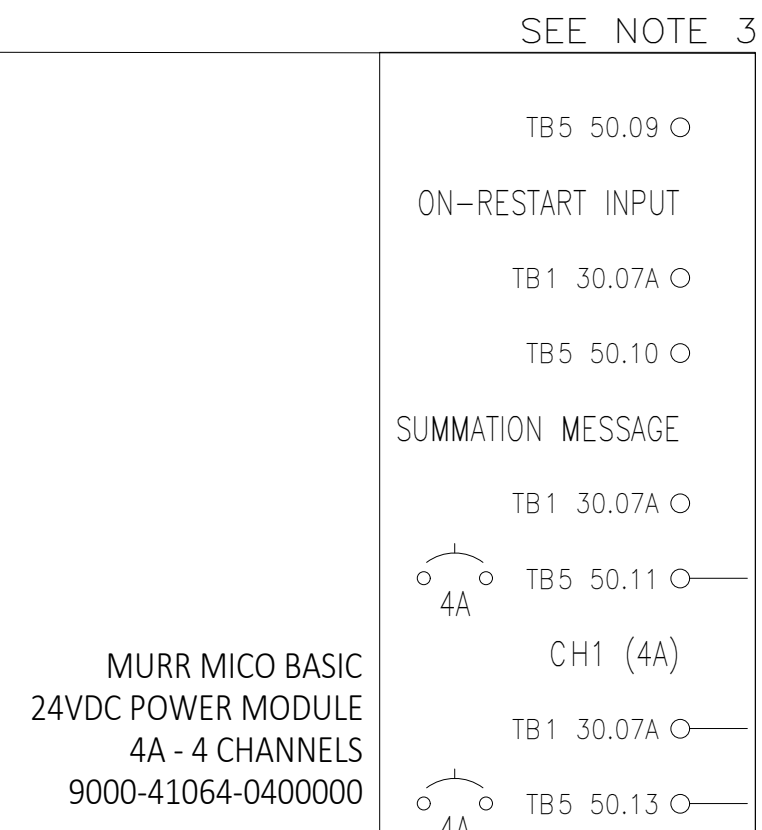 SEE NOTE 3
TB5 50.09
ON-RESTART INPUT
TB1 30.07A
TB5 50.10
SUMMATION MESSAGE
TB1 30.07A
TB5 50.11
4A
CH1 (4A)
MURR MICO BASIC
24VDC POWER MODULE
4A - 4 CHANNELS
9000-41064-0400000
TB1 30.07A
TB5 50.13
4A